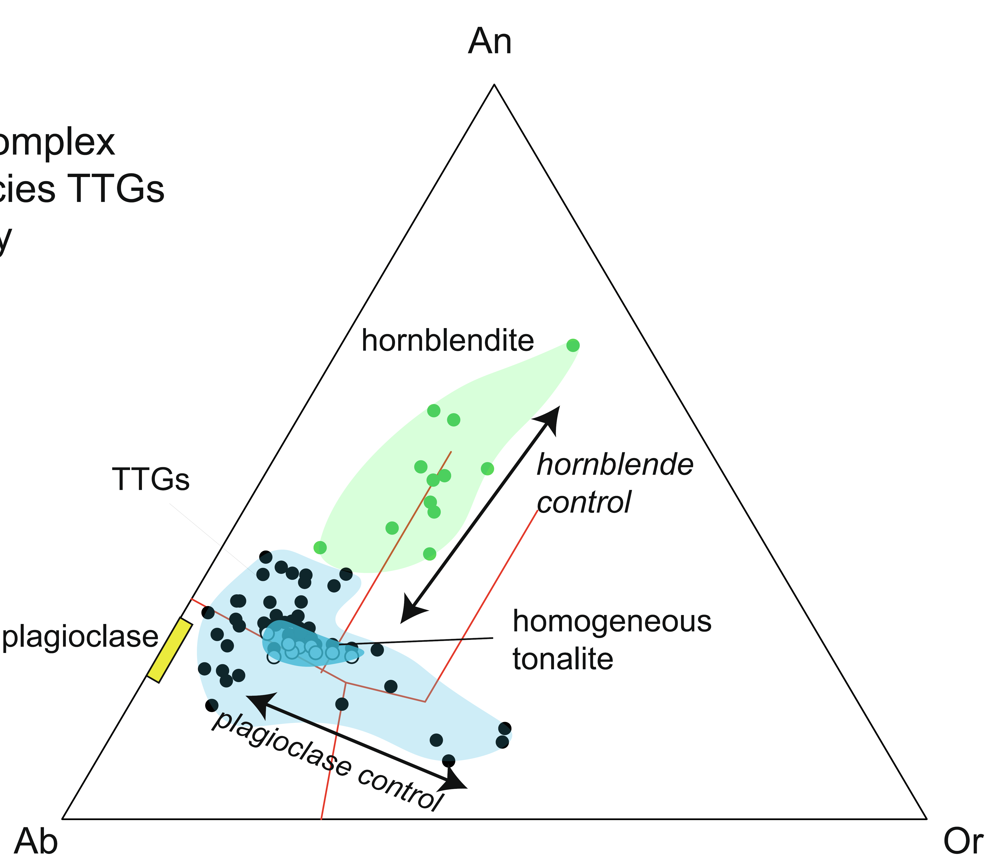 An
omplex
cies TTGs
y
hornblendite
hornblende
control
TTGs
plagioclase
homogeneous
tonalite
plagioclase control
Ab
Or